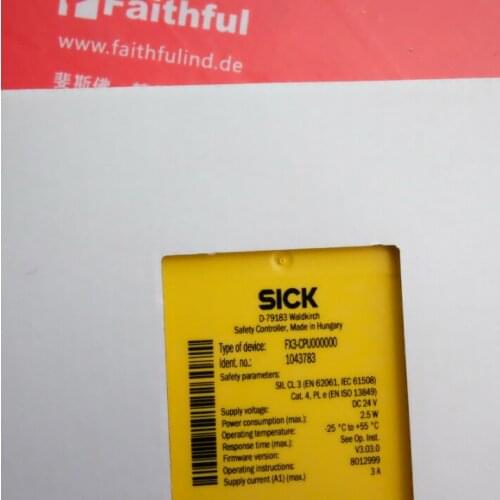 Faithful
www.faithfulind.de
斐斯佛
SICK
D-79183 Waldkirch
Safety Controller, Made in Hungary
Type of device: FX3-CPU000000
Ident. no.: 1043783
Safety parameters:
SIL CL 3 (EN 62061, IEC 61508)
Cat. 4, PL e (EN ISO 13849)
Supply voltage: DC 24 V
Power consumption (max.) 2.5 W
Operating temperature: -25 °C to +55 °C
Response time (max.): See Op. Inst.
Firmware version: V3.03.0
Operating instructions: 8012999
Supply current (A1) (max.) 3 A